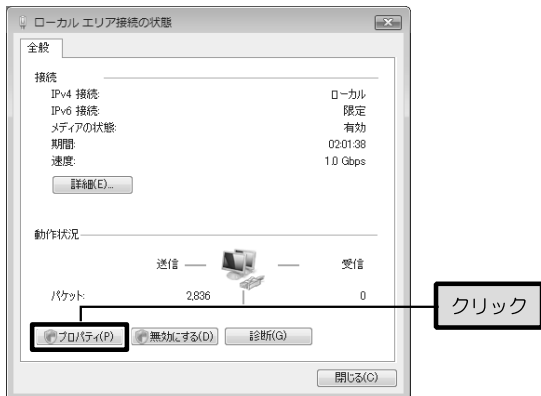 ローカル エリア接続の状態
全般
接続
IPv4 接続: ローカル
IPv6 接続: 限定
メディアの状態: 有効
期間: 02:01:38
速度: 1.0 Gbps
詳細(E)...
動作状況
送信 受信
パケット: 2,836 0
クリック
プロパティ(P) 無効にする(D) 診断(G)
閉じる(C)